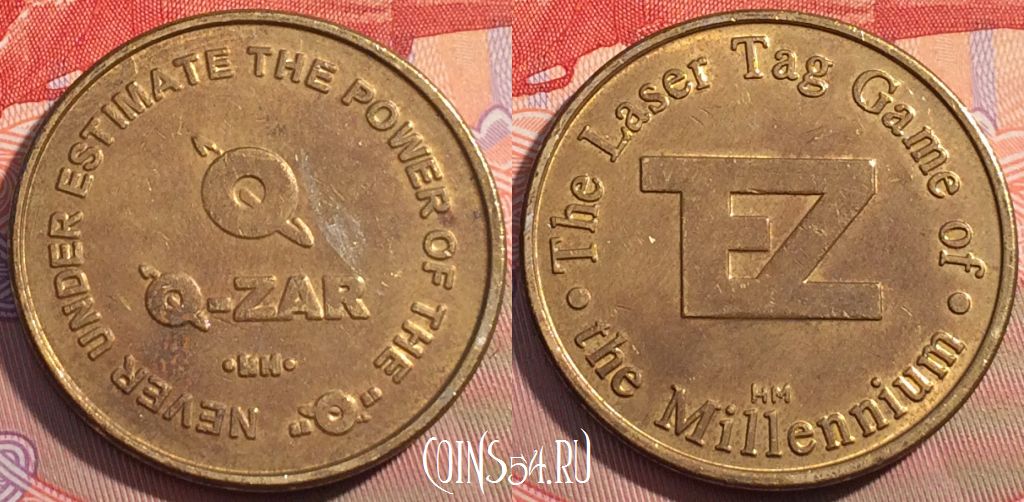 NEVER UNDER ESTIMATE THE POWER OF THE "Q"
Q
Q-ZAR
•HM•
• The Laser Tag Game of •
EZ
HM
the Millennium
COINS54.RU